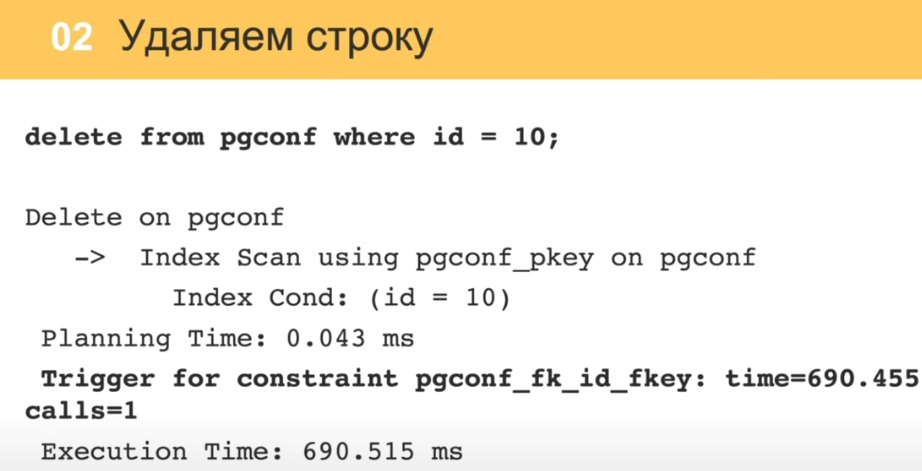 02 Удаляем строку
delete from pgconf where id = 10;
Delete on pgconf
-> Index Scan using pgconf_pkey on pgconf
Index Cond: (id = 10)
Planning Time: 0.043 ms
Trigger for constraint pgconf_fk_id_fkey: time=690.455
calls=1
Execution Time: 690.515 ms